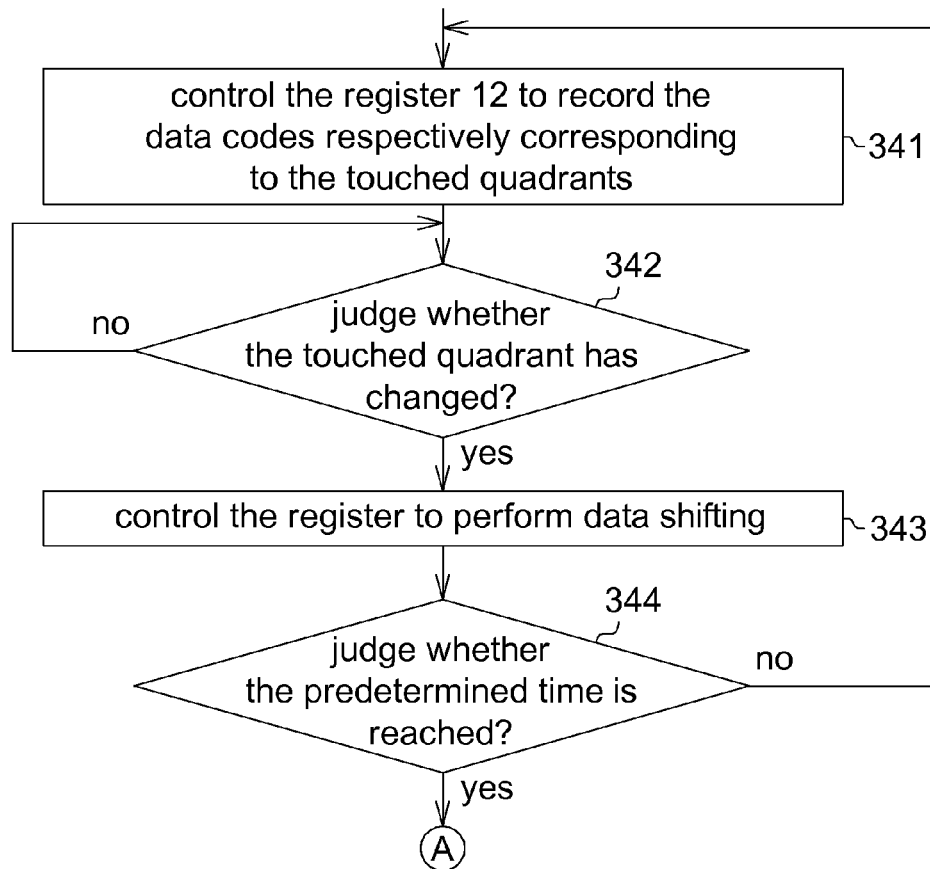 control the register 12 to record the
data codes respectively corresponding
to the touched quadrants
341
342
judge whether
the touched quadrant has
changed?
no
yes
control the register to perform data shifting
343
344
judge whether
the predetermined time is
reached?
no
yes
A